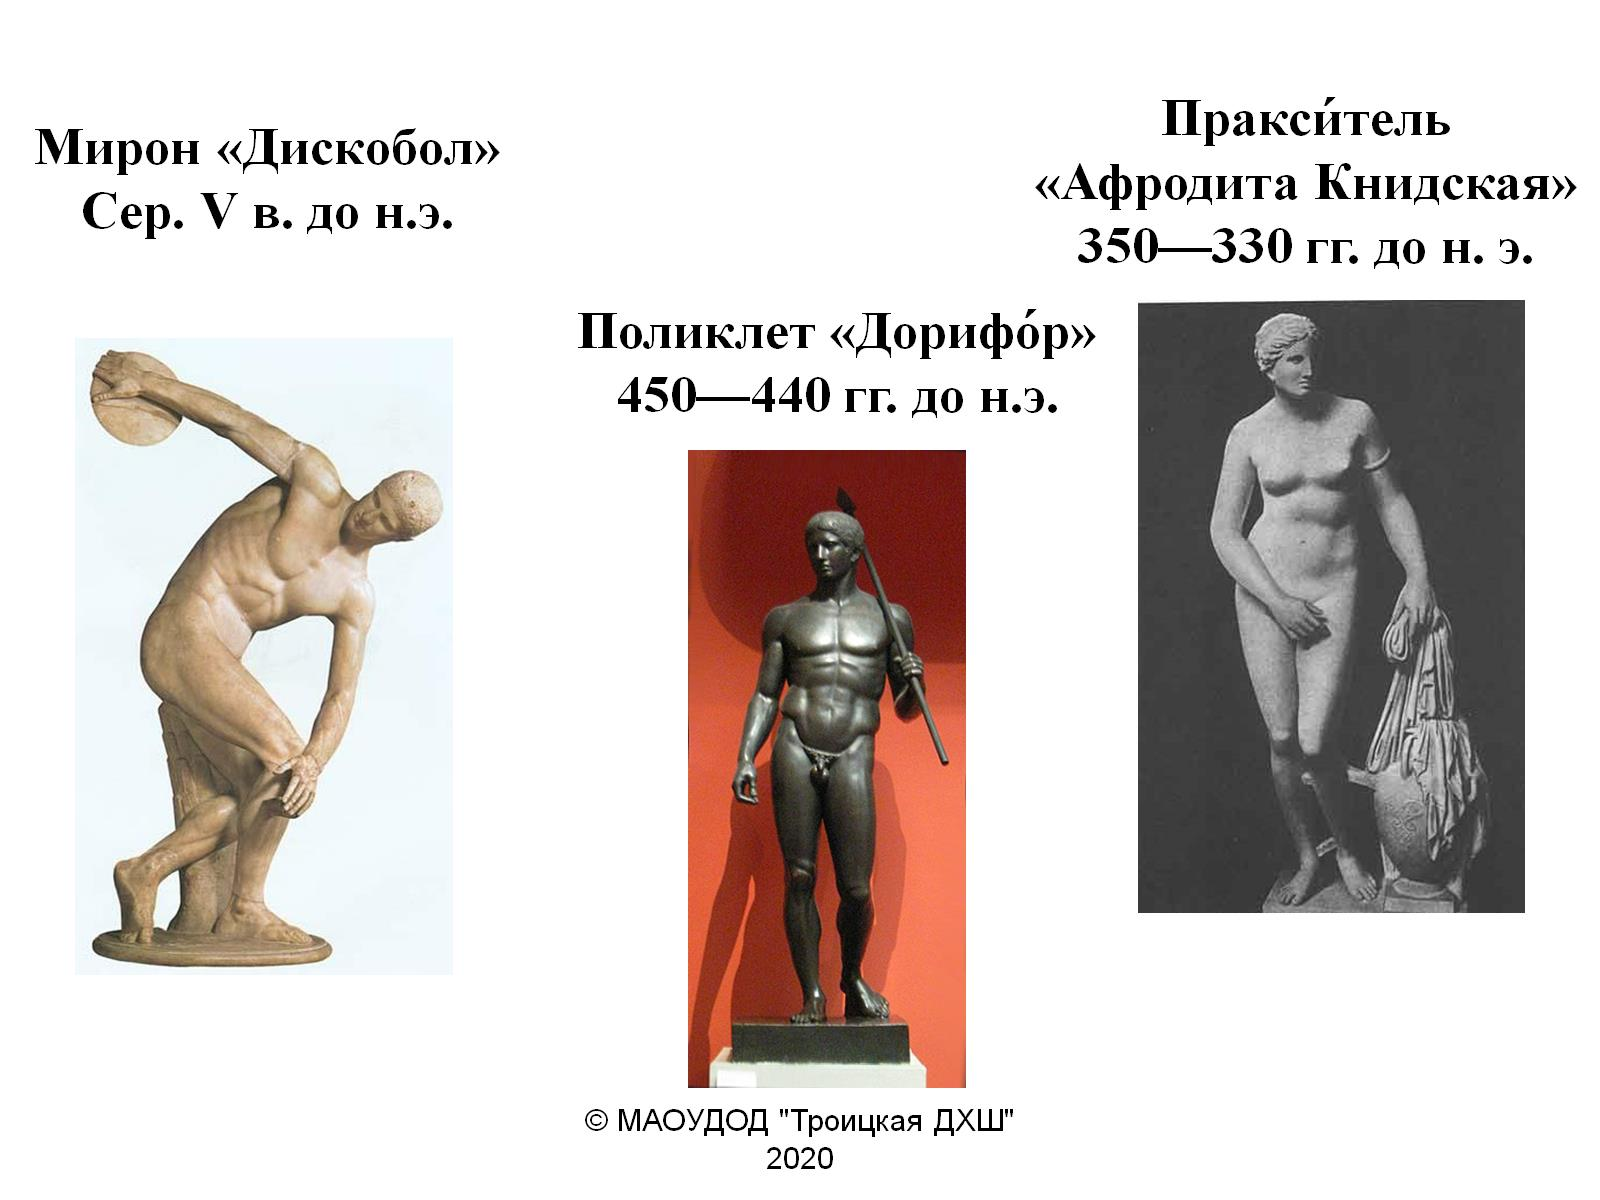 Мирон «Дискобол»
Сер. V в. до н.э.
Поликлет «Дорифо́р»
450—440 гг. до н.э.
Пракси́тель
«Афродита Книдская»
350—330 гг. до н. э.
© МАОУДОД "Троицкая ДХШ"
2020